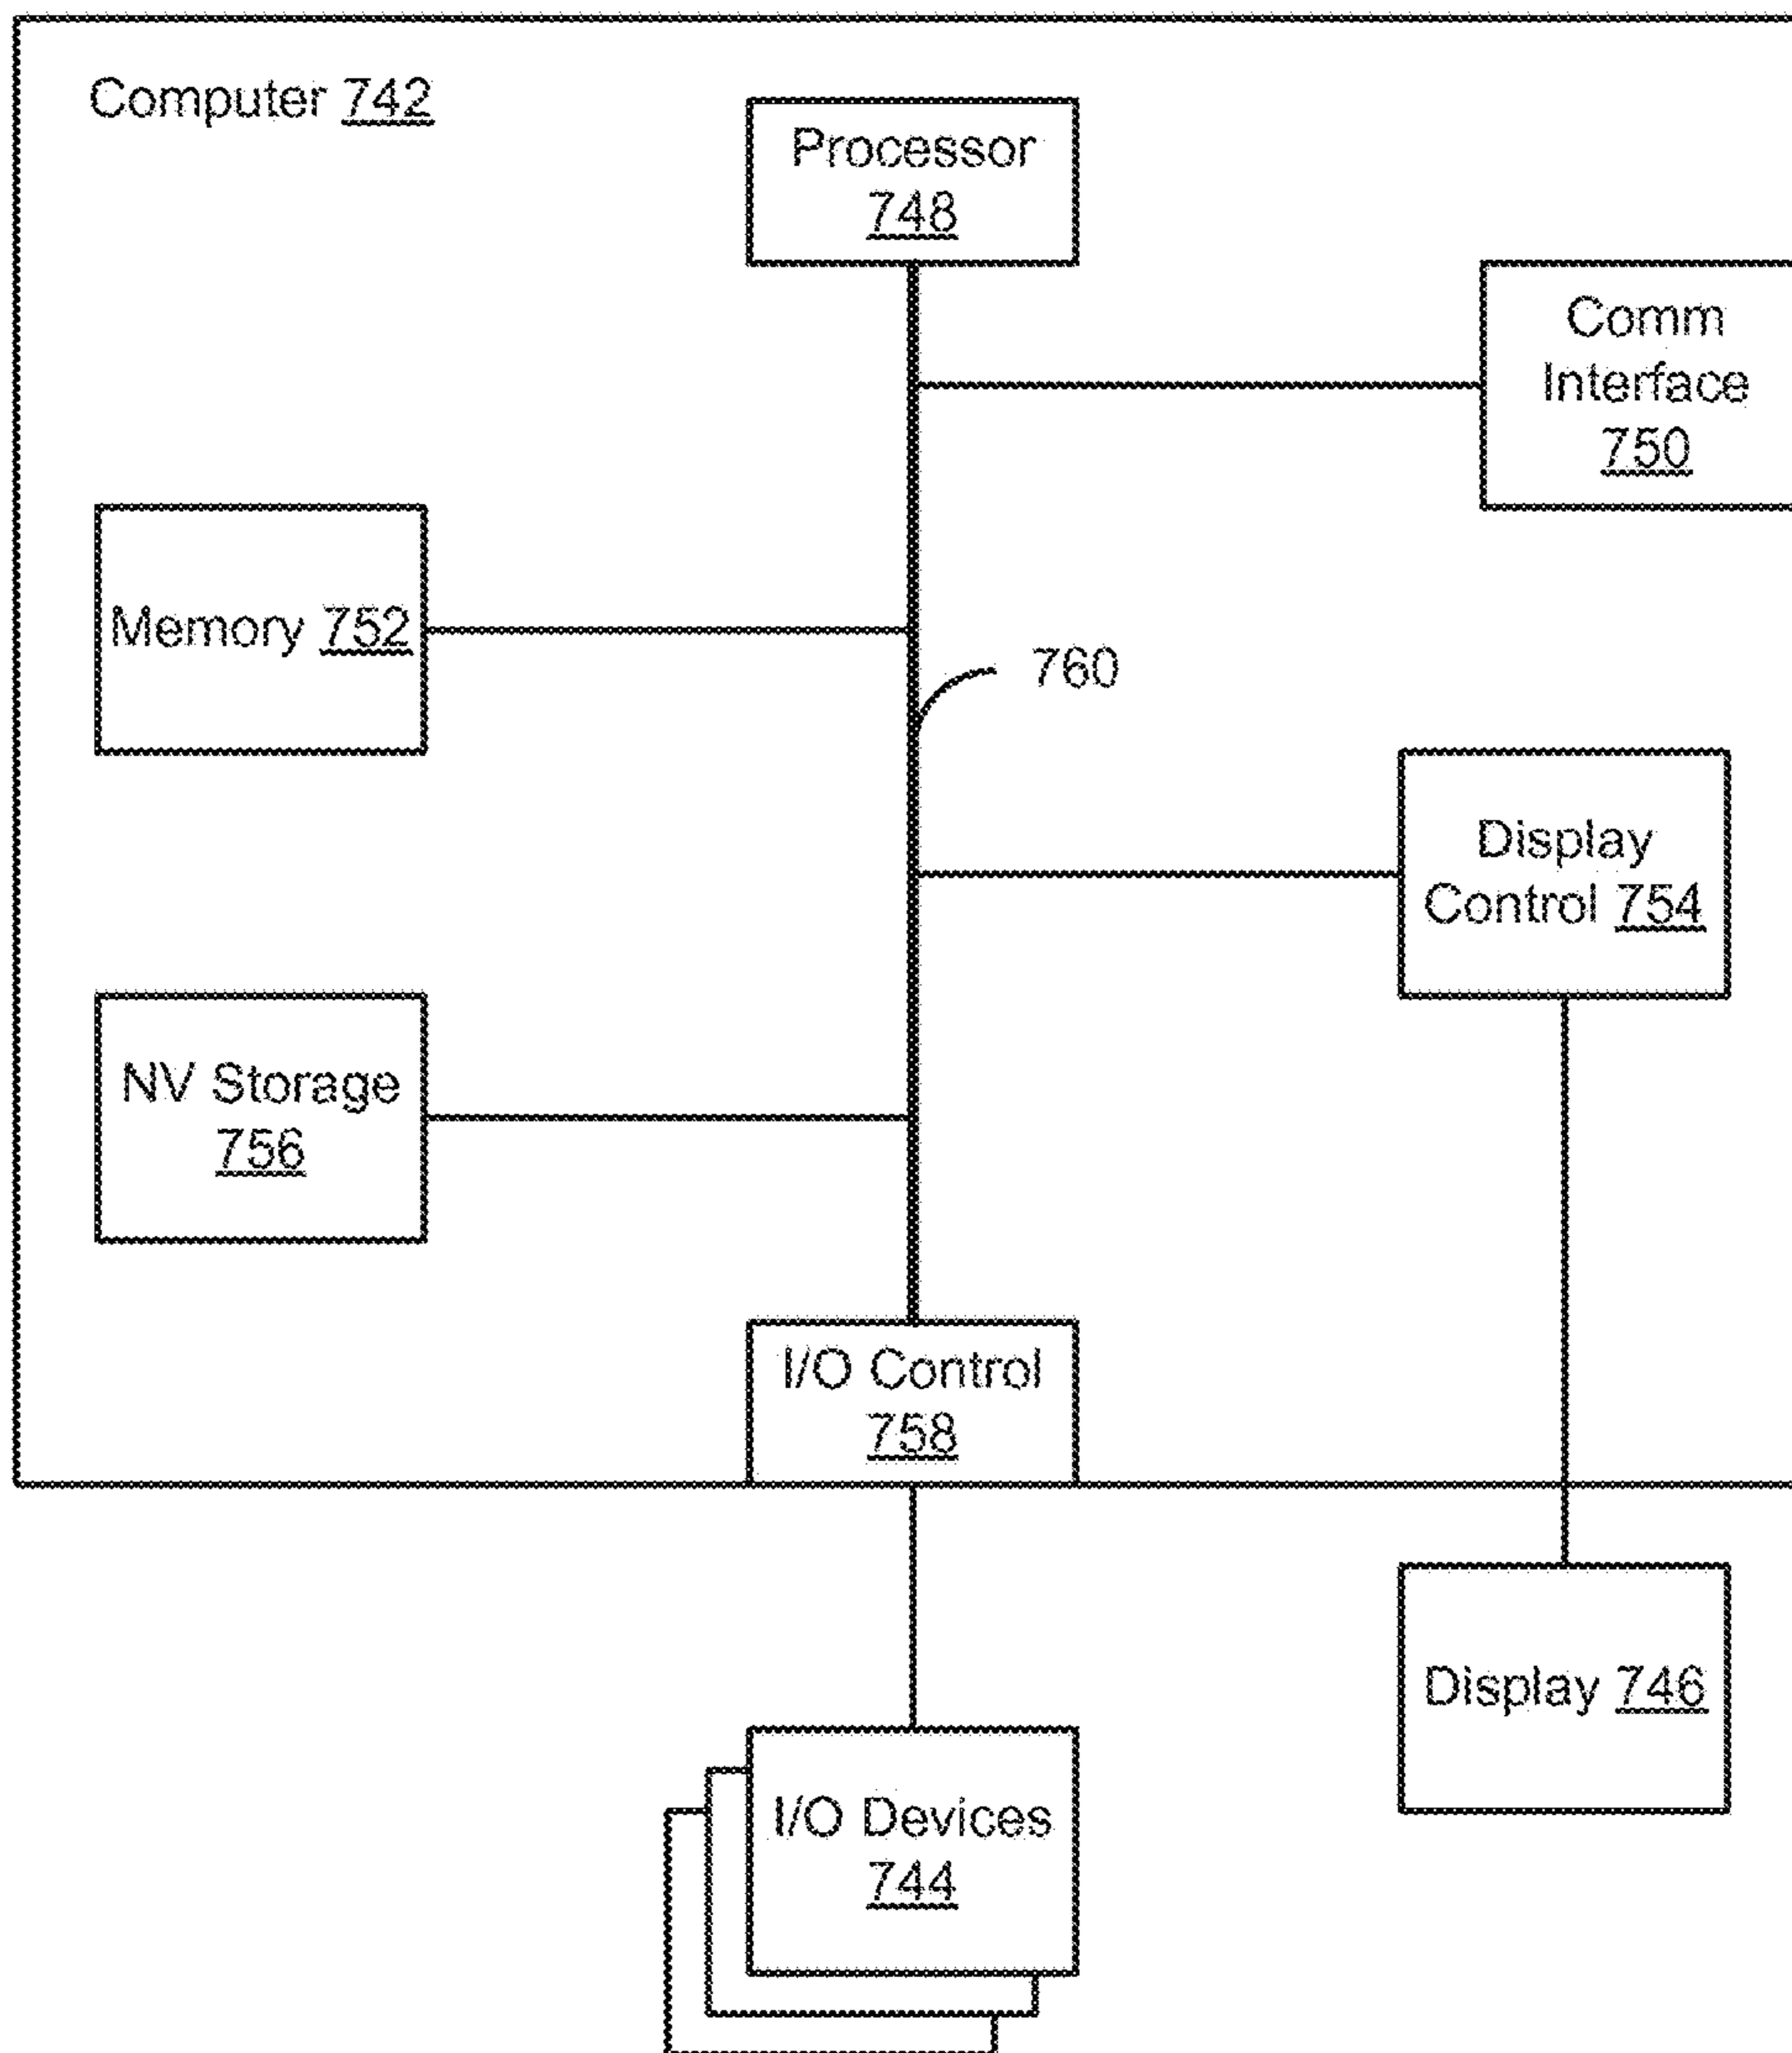 Computer 742
Processor
748
Comm
Interface
750
Memory 752
760
Display
Control 754
NV Storage
756
I/O Control
758
Display 746
I/O Devices
744